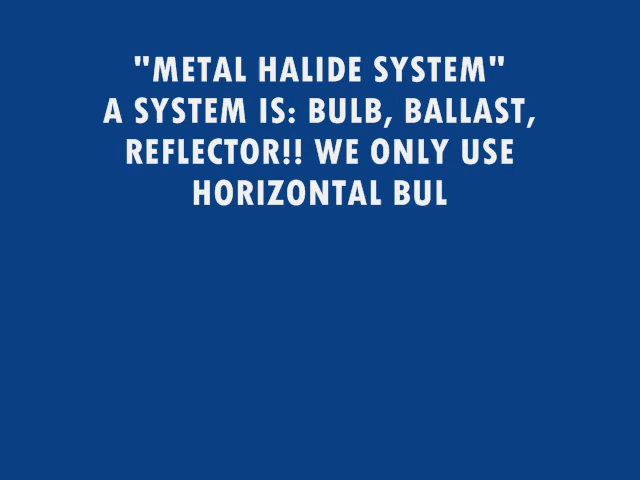 "METAL HALIDE SYSTEM"
A SYSTEM IS: BULB, BALLAST,
REFLECTOR!! WE ONLY USE
HORIZONTAL BUL